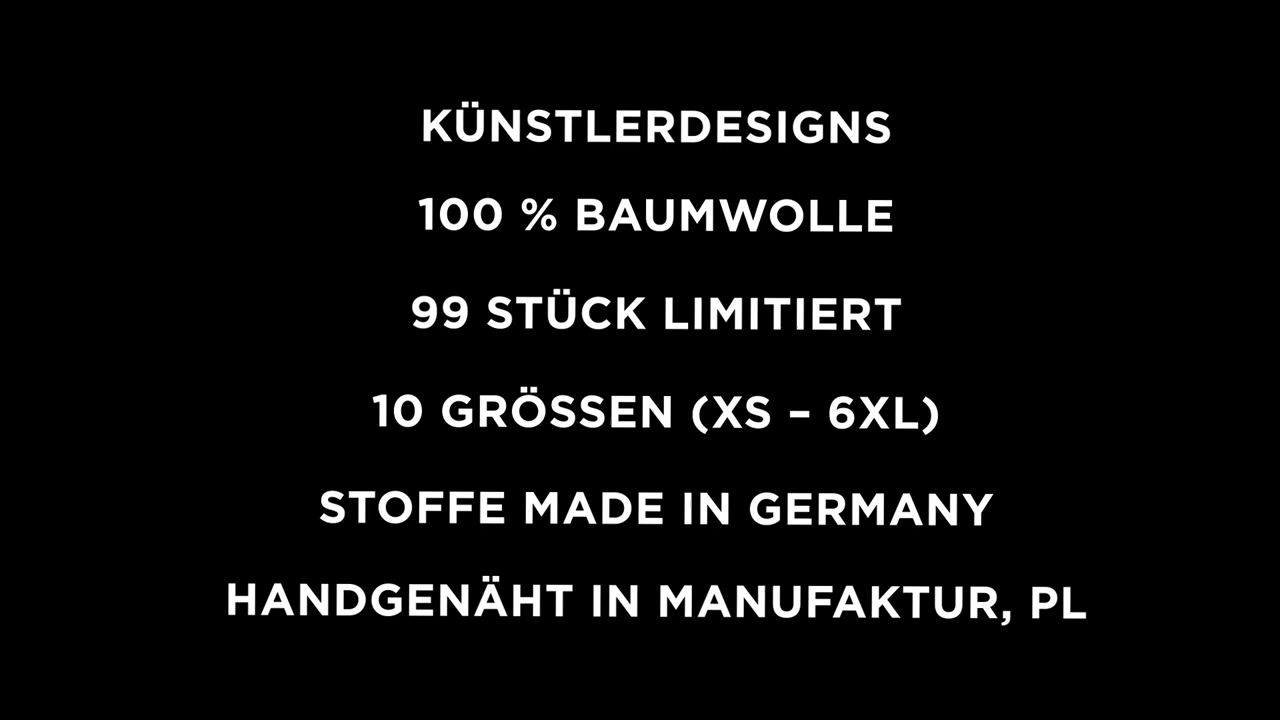 KÜNSTLERDESIGNS
100 % BAUMWOLLE
99 STÜCK LIMITIERT
10 GRÖSSEN (XS – 6XL)
STOFFE MADE IN GERMANY
HANDGENÄHT IN MANUFAKTUR, PL